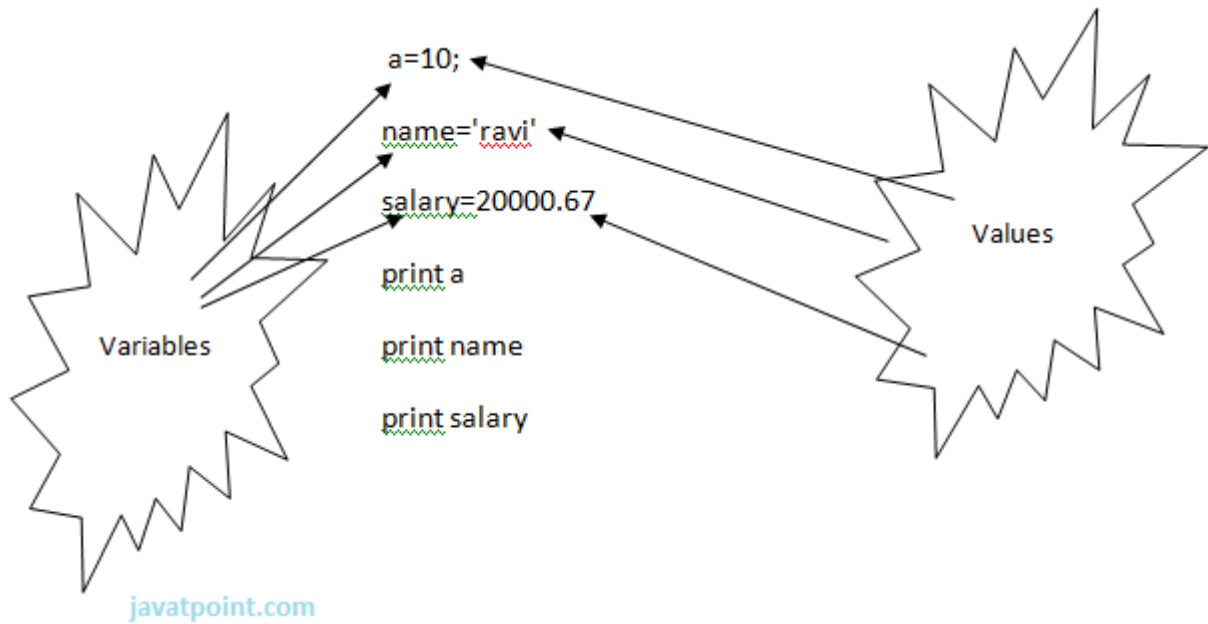 a=10;
name='ravi'
salary=20000.67
Values
print a
Variables
print name
print salary
javatpoint.com